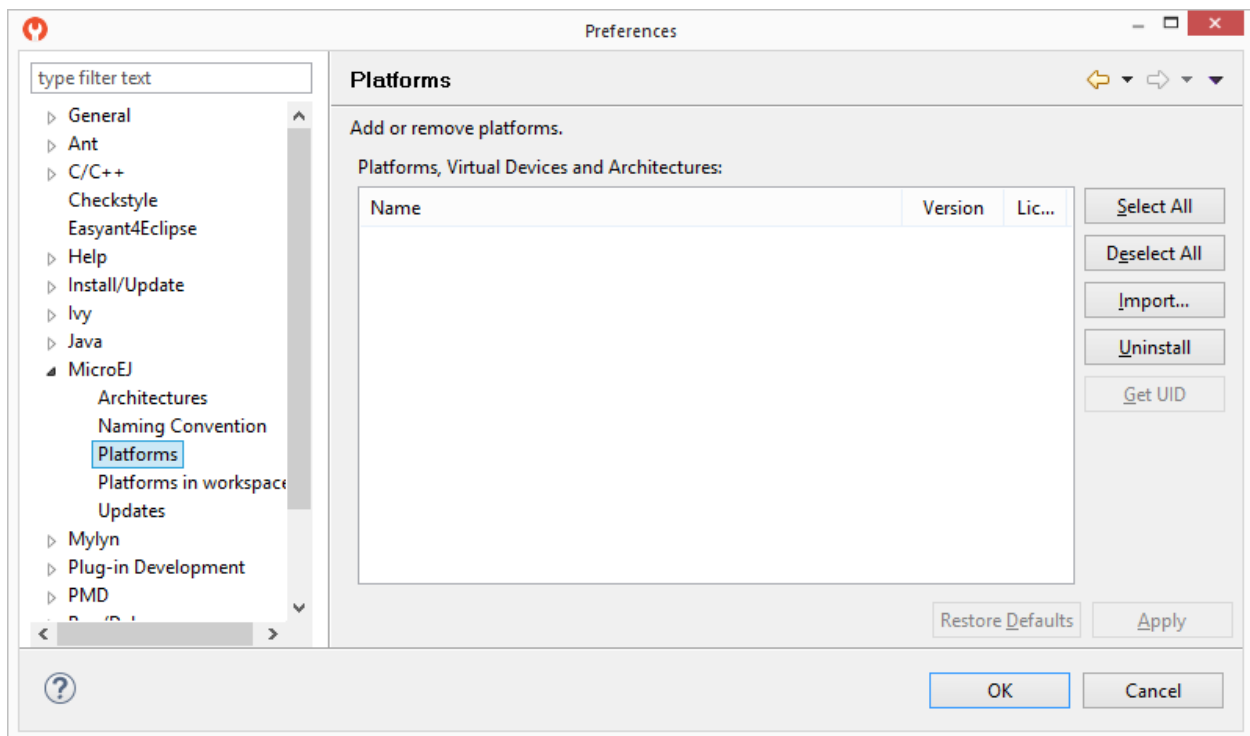 Preferences
type filter text
General
Ant
C/C++
Checkstyle
Easyant4Eclipse
Help
Install/Update
Ivy
Java
MicroEJ
Architectures
Naming Convention
Platforms
Platforms in workspace
Updates
Mylyn
Plug-in Development
PMD
Platforms
Add or remove platforms.
Platforms, Virtual Devices and Architectures:
Name Version Lic...
Select All
Deselect All
Import...
Uninstall
Get UID
Restore Defaults Apply
OK Cancel